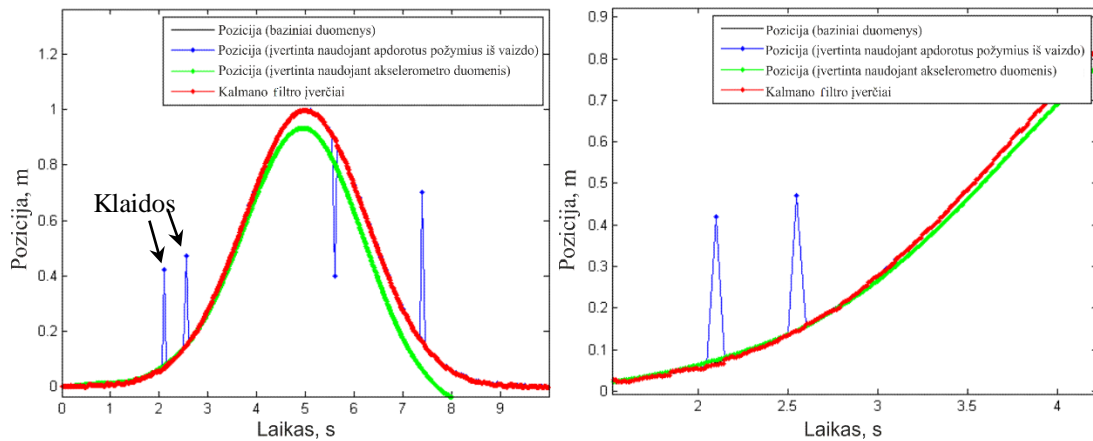 Pozicija (baziniai duomenys)
Pozicija (įvertinta naudojant apdorotus požymius iš vaizdo)
Pozicija (įvertinta naudojant akselerometro duomenis)
Kalmano filtro įverčiai
1.2
1
0.8
0.6
0.4
0.2
0
Pozicija, m
Klaidos
0 1 2 3 4 5 6 7 8 9
Laikas, s
Pozicija (baziniai duomenys)
Pozicija (įvertinta naudojant apdorotus požymius iš vaizdo)
Pozicija (įvertinta naudojant akselerometro duomenis)
Kalmano filtro įverčiai
0.9
0.8
0.7
0.6
0.5
0.4
0.3
0.2
0.1
0
Pozicija, m
2 2.5 3 3.5 4
Laikas, s